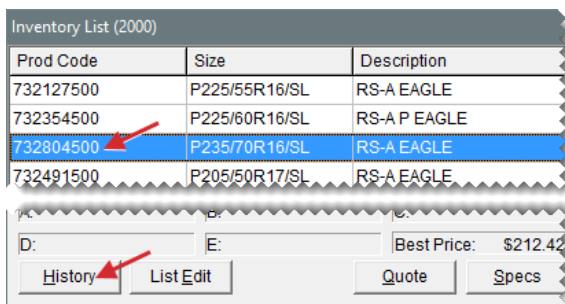 Inventory List (2000)
Prod Code Size Description
732127500 P225/55R16/SL RS-A EAGLE
732354500 P225/60R16/SL RS-A P EAGLE
732804500 P235/70R16/SL RS-A EAGLE
732491500 P205/50R17/SL RS-A EAGLE
D: E: Best Price: $212.42
History List Edit Quote Specs